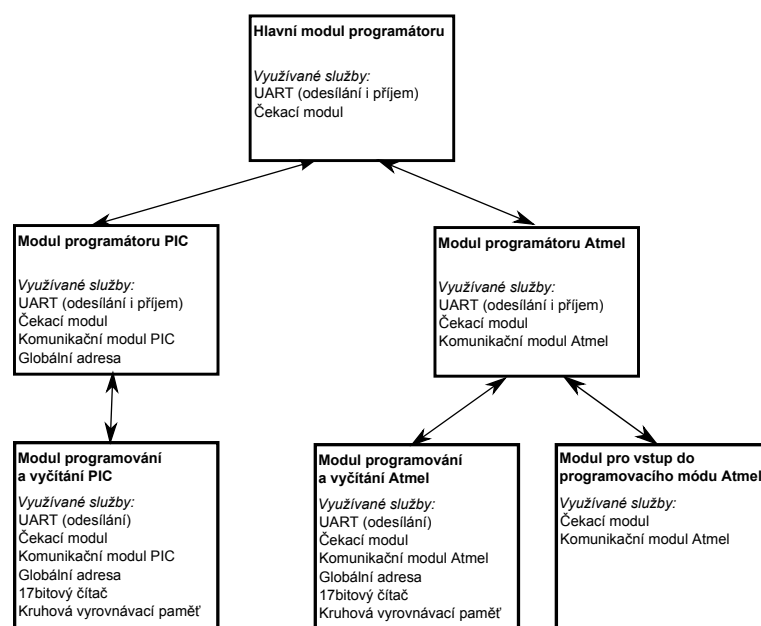 Hlavní modul programátoru
Využívané služby:
UART (odesílání i příjem)
Čekací modul
Modul programátoru PIC
Využívané služby:
UART (odesílání i příjem)
Čekací modul
Komunikační modul PIC
Globální adresa
Modul programátoru Atmel
Využívané služby:
UART (odesílání i příjem)
Čekací modul
Komunikační modul Atmel
Modul programování
a vyčítání PIC
Využívané služby:
UART (odesílání)
Čekací modul
Komunikační modul PIC
Globální adresa
17bitový čítač
Kruhová vyrovnávací paměť
Modul programování
a vyčítání Atmel
Využívané služby:
UART (odesílání)
Čekací modul
Komunikační modul Atmel
Globální adresa
17bitový čítač
Kruhová vyrovnávací paměť
Modul pro vstup do
programovacího módu Atmel
Využívané služby:
Čekací modul
Komunikační modul Atmel